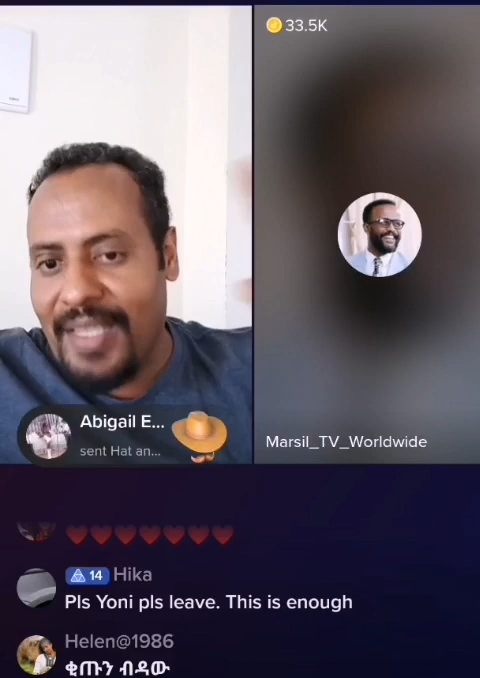 33.5K
Abigail E...
sent Hat an...
Marsil_TV_Worldwide
14 Hika
Pls Yoni pls leave. This is enough
Helen@1986
ቂጡን ብዳው